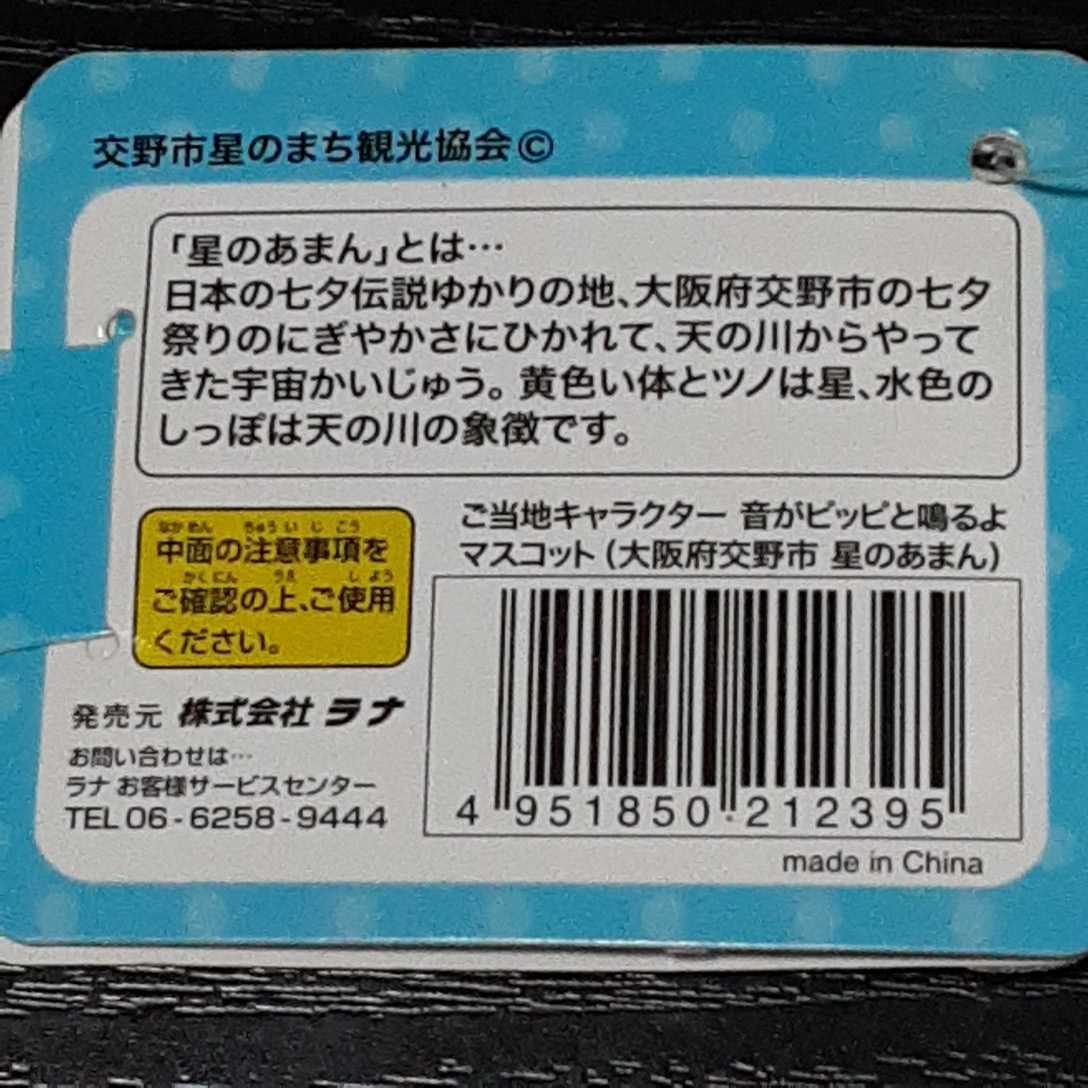 交野市星のまち観光協会©
「星のあまん」とは…
日本の七夕伝説ゆかりの地、大阪府交野市の七夕
祭りのにぎやかさにひかれて、天の川からやって
きた宇宙かいじゅう。黄色い体とツノは星、水色の
しっぽは天の川の象徴です。
なかめん ちゅういじこう
中面の注意事項を
かくにん うえ しよう
ご確認の上、ご使用
ください。
発売元 株式会社 ラナ
お問い合わせは…
ラナ お客様サービスセンター
TEL 06-6258-9444
ご当地キャラクター 音がピッピと鳴るよ
マスコット（大阪府交野市 星のあまん）
4 951850 212395
made in China